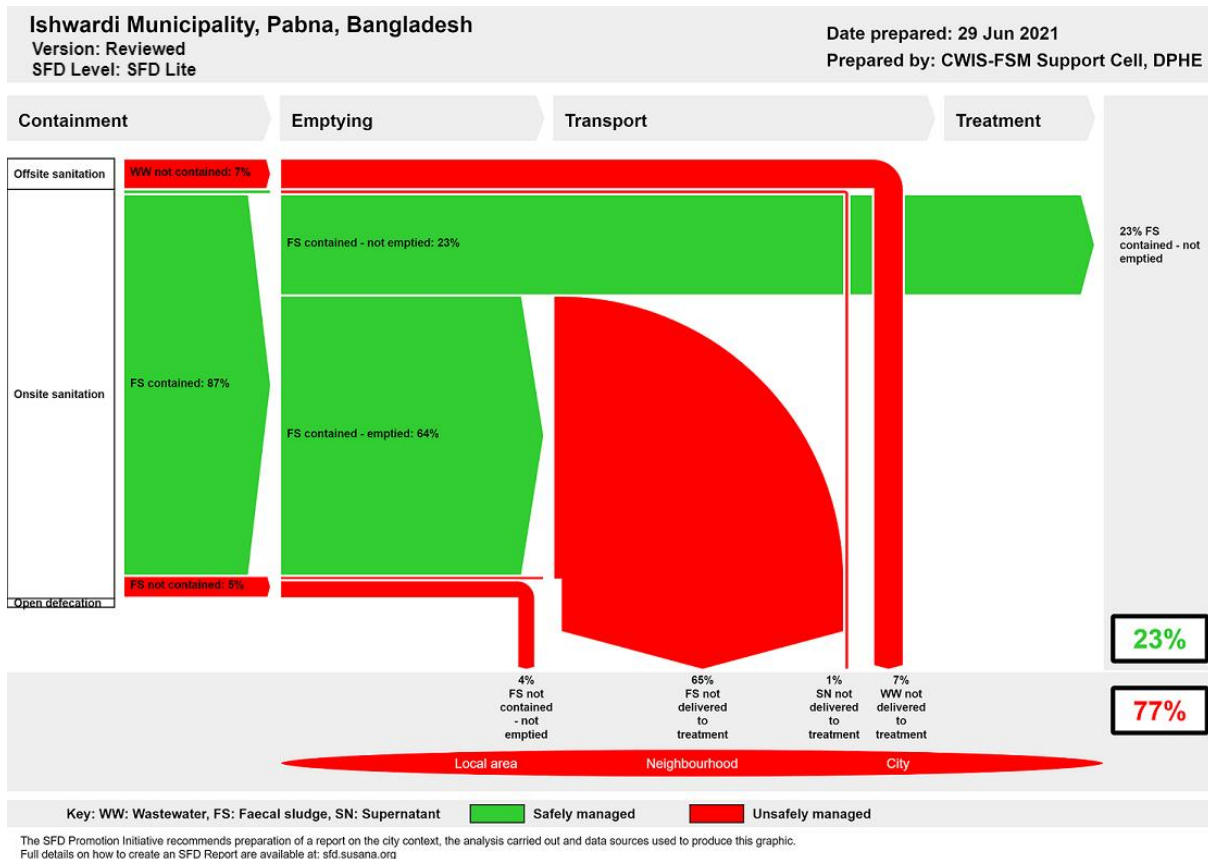 Ishwardi Municipality, Pabna, Bangladesh
Version: Reviewed
SFD Level: SFD Lite
Date prepared: 29 Jun 2021
Prepared by: CWIS-FSM Support Cell, DPHE
Containment
Emptying
Transport
Treatment
Offsite sanitation
WW not contained: 7%
FS contained - not emptied: 23%
23% FS
contained - not
emptied
Onsite sanitation
FS contained: 87%
FS contained - emptied: 64%
FS not contained: 5%
Open defecation
23%
4%
FS not
contained
- not
emptied
65%
FS not
delivered
to
treatment
1%
SN not
delivered
to
treatment
7%
WW not
delivered
to
treatment
77%
Local area
Neighbourhood
City
Key: WW: Wastewater, FS: Faecal sludge, SN: Supernatant
Safely managed
Unsafely managed
The SFD Promotion Initiative recommends preparation of a report on the city context, the analysis carried out and data sources used to produce this graphic.
Full details on how to create an SFD Report are available at: sfd.susana.org